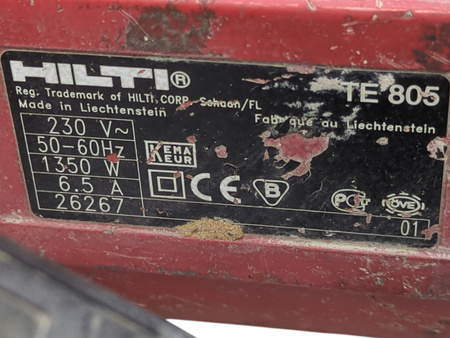 HILTI® TE 805
Reg. Trademark of HILTI, CORP. Schaan/FL
Made in Liechtenstein Fabriqué au Liechtenstein
230 V~
50-60Hz
1350 W
6.5 A
26267
KEMA
KEUR
CE
B
ÖVE
01